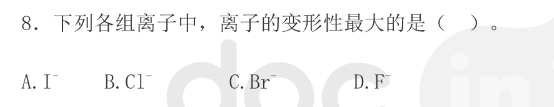 8. 下列各组离子中，离子的变形性最大的是（ ）。
A. I⁻ B. Cl⁻ C. Br⁻ D. F⁻